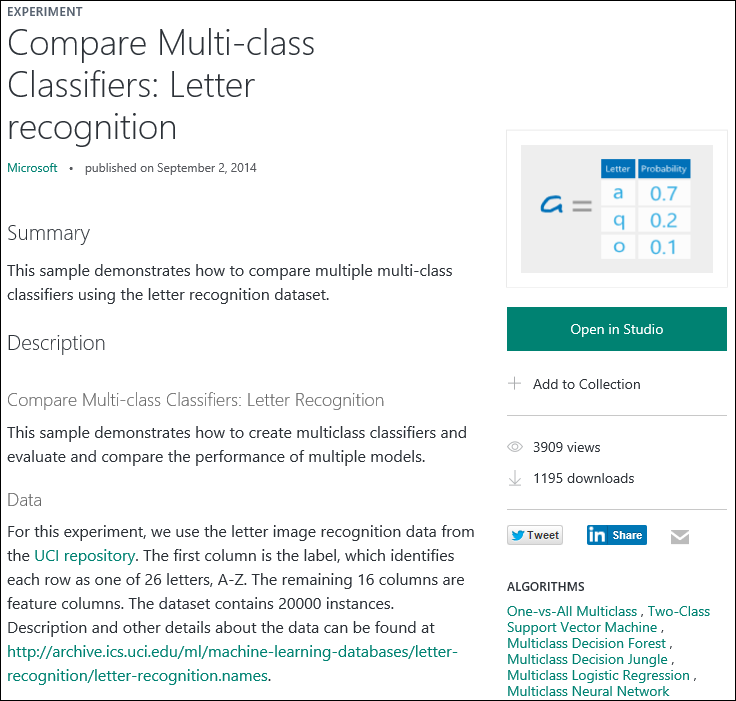 EXPERIMENT
Compare Multi-class
Classifiers: Letter
recognition
Microsoft • published on September 2, 2014
Summary
This sample demonstrates how to compare multiple multi-class
classifiers using the letter recognition dataset.
Description
Compare Multi-class Classifiers: Letter Recognition
This sample demonstrates how to create multiclass classifiers and
evaluate and compare the performance of multiple models.
Data
For this experiment, we use the letter image recognition data from
the UCI repository. The first column is the label, which identifies
each row as one of 26 letters, A-Z. The remaining 16 columns are
feature columns. The dataset contains 20000 instances.
Description and other details about the data can be found at
http://archive.ics.uci.edu/ml/machine-learning-databases/letter-
recognition/letter-recognition.names.
Letter Probability
a =
a 0.7
q 0.2
o 0.1
Open in Studio
Add to Collection
3909 views
1195 downloads
Tweet
in Share
ALGORITHMS
One-vs-All Multiclass , Two-Class
Support Vector Machine ,
Multiclass Decision Forest ,
Multiclass Decision Jungle ,
Multiclass Logistic Regression ,
Multiclass Neural Network